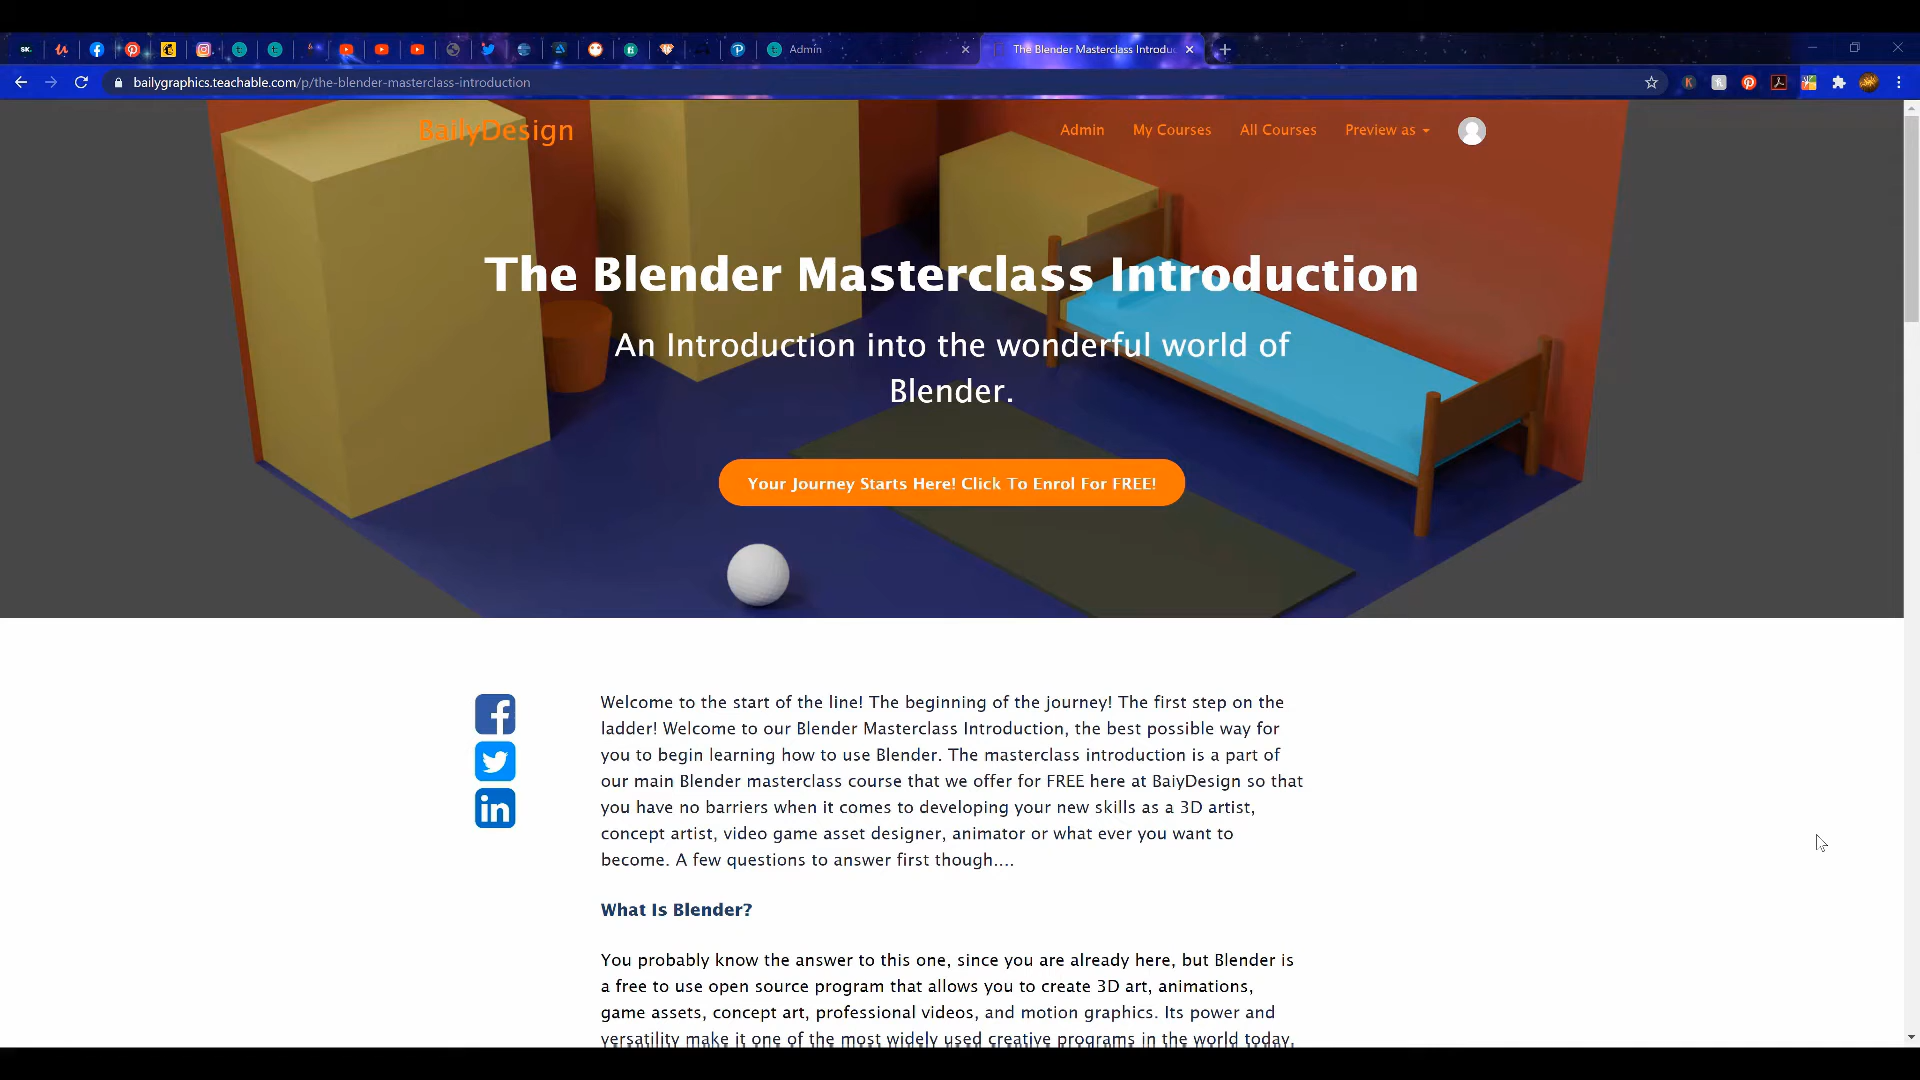 SK.
Admin
The Blender Masterclass Introduc
bailygraphics.teachable.com/p/the-blender-masterclass-introduction
BailyDesign
Admin
My Courses
All Courses
Preview as
The Blender Masterclass Introduction
An Introduction into the wonderful world of
Blender.
Your Journey Starts Here! Click To Enrol For FREE!
Welcome to the start of the line! The beginning of the journey! The first step on the
ladder! Welcome to our Blender Masterclass Introduction, the best possible way for
you to begin learning how to use Blender. The masterclass introduction is a part of
our main Blender masterclass course that we offer for FREE here at BaiyDesign so that
you have no barriers when it comes to developing your new skills as a 3D artist,
concept artist, video game asset designer, animator or what ever you want to
become. A few questions to answer first though....
What Is Blender?
You probably know the answer to this one, since you are already here, but Blender is
a free to use open source program that allows you to create 3D art, animations,
game assets, concept art, professional videos, and motion graphics. Its power and
versatility make it one of the most widely used creative programs in the world today,